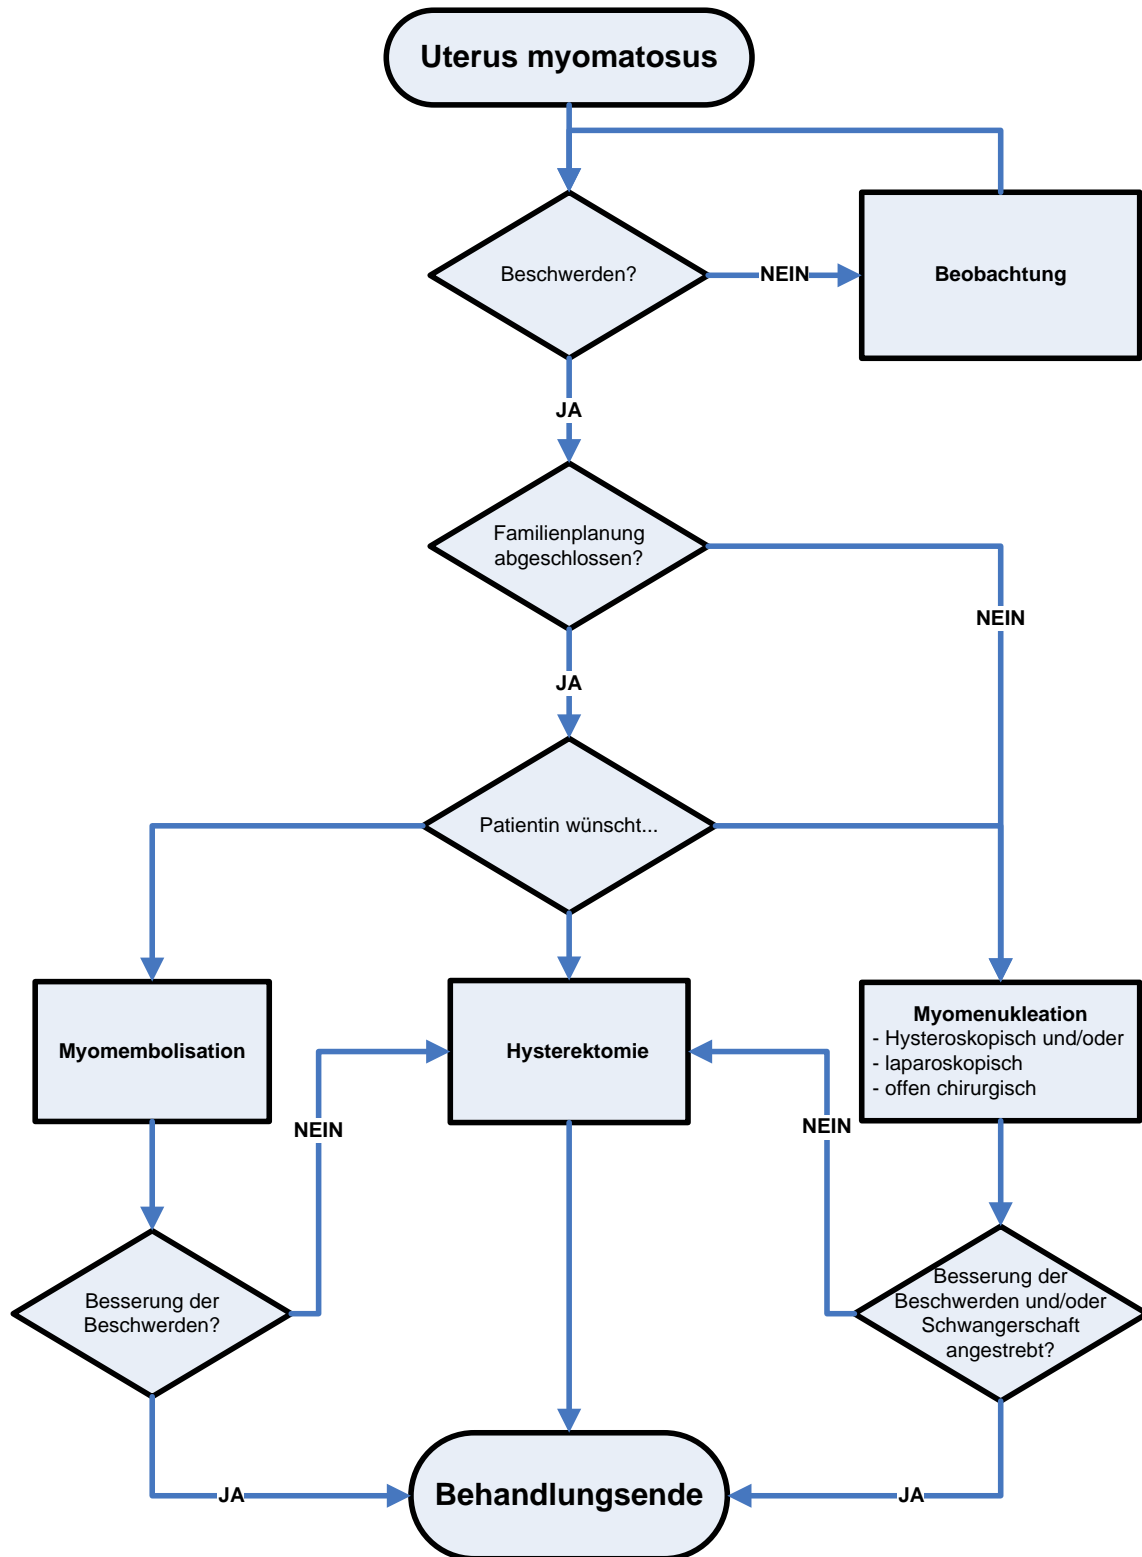 Uterus myomatosus
Beschwerden?
NEIN
Beobachtung
JA
Familienplanung
abgeschlossen?
NEIN
JA
Patientin wünscht...
Myomembolisation
Hysterektomie
Myomenukleation
- Hysteroskopisch und/oder
- laparoskopisch
- offen chirurgisch
NEIN
NEIN
Besserung der
Beschwerden?
Besserung der
Beschwerden und/oder
Schwangerschaft
angestrebt?
JA
Behandlungsende
JA